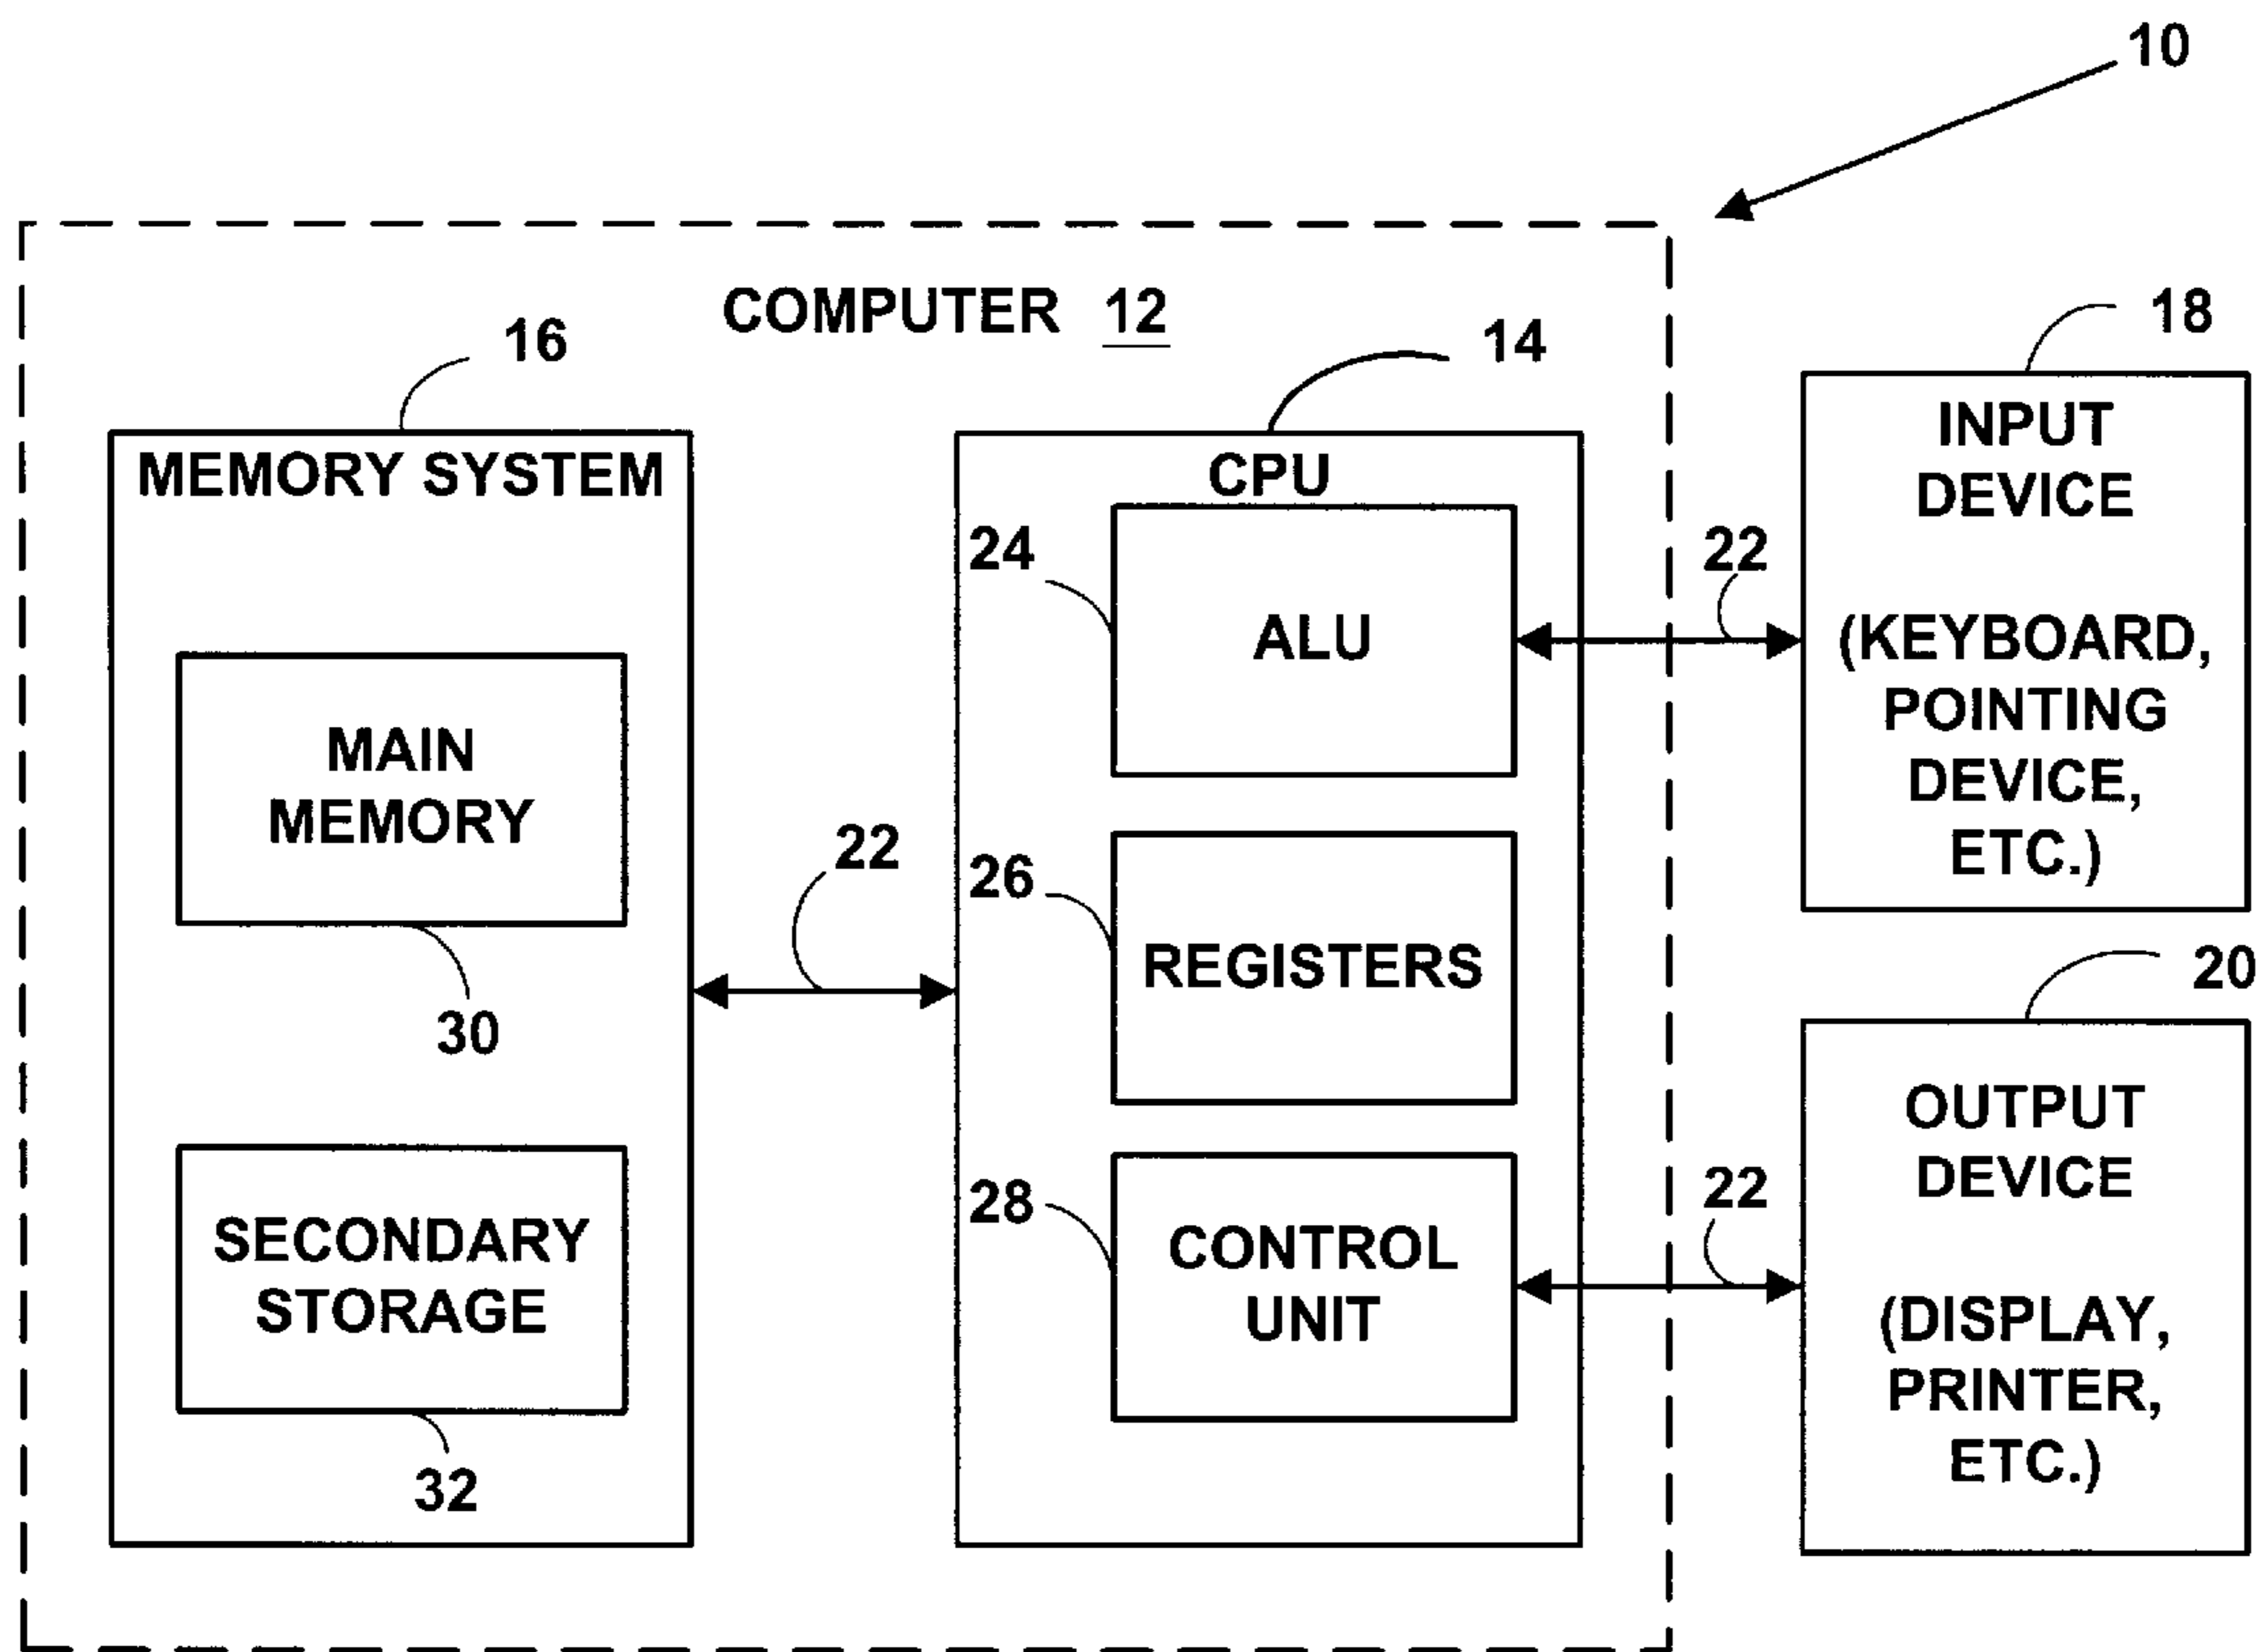 10
COMPUTER 12
16
14
18
MEMORY SYSTEM
CPU
INPUT
DEVICE
(KEYBOARD,
POINTING
DEVICE,
ETC.)
24
ALU
22
MAIN
MEMORY
30
22
26
REGISTERS
20
OUTPUT
DEVICE
(DISPLAY,
PRINTER,
ETC.)
SECONDARY
STORAGE
32
28
CONTROL
UNIT
22